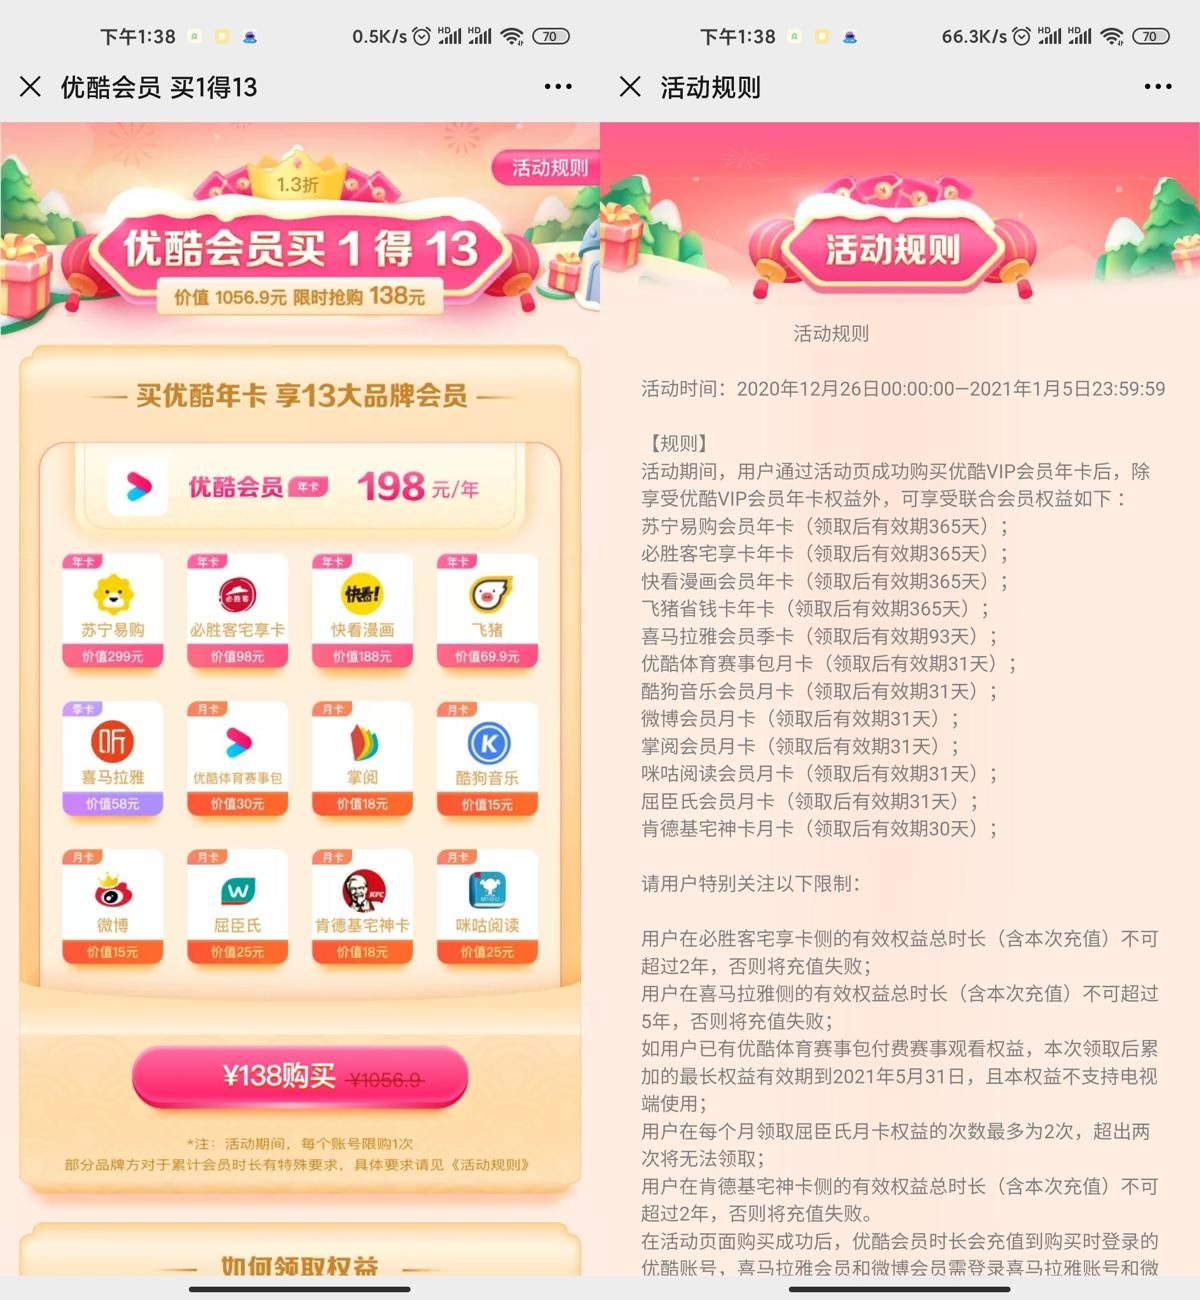 下午1:38
0.5K/s
HD
HD
70
优酷会员 买1得13
1.3折
活动规则
优酷会员买1得13
价值 1056.9元 限时抢购 138元
买优酷年卡 享13大品牌会员
优酷会员 年卡 198 元/年
年卡 年卡 年卡 年卡
必胜客
快看!
苏宁易购 必胜客宅享卡 快看漫画 飞猪
价值299元 价值98元 价值188元 价值69.9元
季卡 月卡 月卡 月卡
听
K
喜马拉雅 优酷体育赛事包 掌阅 酷狗音乐
价值58元 价值30元 价值18元 价值15元
月卡 月卡 月卡 月卡
W
KFC
MIGU
微博 屈臣氏 肯德基宅神卡 咪咕阅读
价值15元 价值25元 价值18元 价值25元
¥138购买 ¥1056.9
*注：活动期间，每个账号限购1次
部分品牌方对于累计会员时长有特殊要求，具体要求请见《活动规则》
如何领取权益
下午1:38
66.3K/s
HD
HD
70
活动规则
活动规则
活动规则
活动时间：2020年12月26日00:00:00—2021年1月5日23:59:59
【规则】
活动期间，用户通过活动页成功购买优酷VIP会员年卡后，除
享受优酷VIP会员年卡权益外，可享受联合会员权益如下：
苏宁易购会员年卡（领取后有效期365天）；
必胜客宅享卡年卡（领取后有效期365天）；
快看漫画会员年卡（领取后有效期365天）；
飞猪省钱卡年卡（领取后有效期365天）；
喜马拉雅会员季卡（领取后有效期93天）；
优酷体育赛事包月卡（领取后有效期31天）；
酷狗音乐会员月卡（领取后有效期31天）；
微博会员月卡（领取后有效期31天）；
掌阅会员月卡（领取后有效期31天）；
咪咕阅读会员月卡（领取后有效期31天）；
屈臣氏会员月卡（领取后有效期31天）；
肯德基宅神卡月卡（领取后有效期30天）；
请用户特别关注以下限制：
用户在必胜客宅享卡侧的有效权益总时长（含本次充值）不可
超过2年，否则将充值失败；
用户在喜马拉雅侧的有效权益总时长（含本次充值）不可超过
5年，否则将充值失败；
如用户已有优酷体育赛事包付费赛事观看权益，本次领取后累
加的最长权益有效期到2021年5月31日，且本权益不支持电视
端使用；
用户在每个月领取屈臣氏月卡权益的次数最多为2次，超出两
次将无法领取；
用户在肯德基宅神卡侧的有效权益总时长（含本次充值）不可
超过2年，否则将充值失败。
在活动页面购买成功后，优酷会员时长会充值到购买时登录的
优酷账号，喜马拉雅会员和微博会员需登录喜马拉雅账号和微